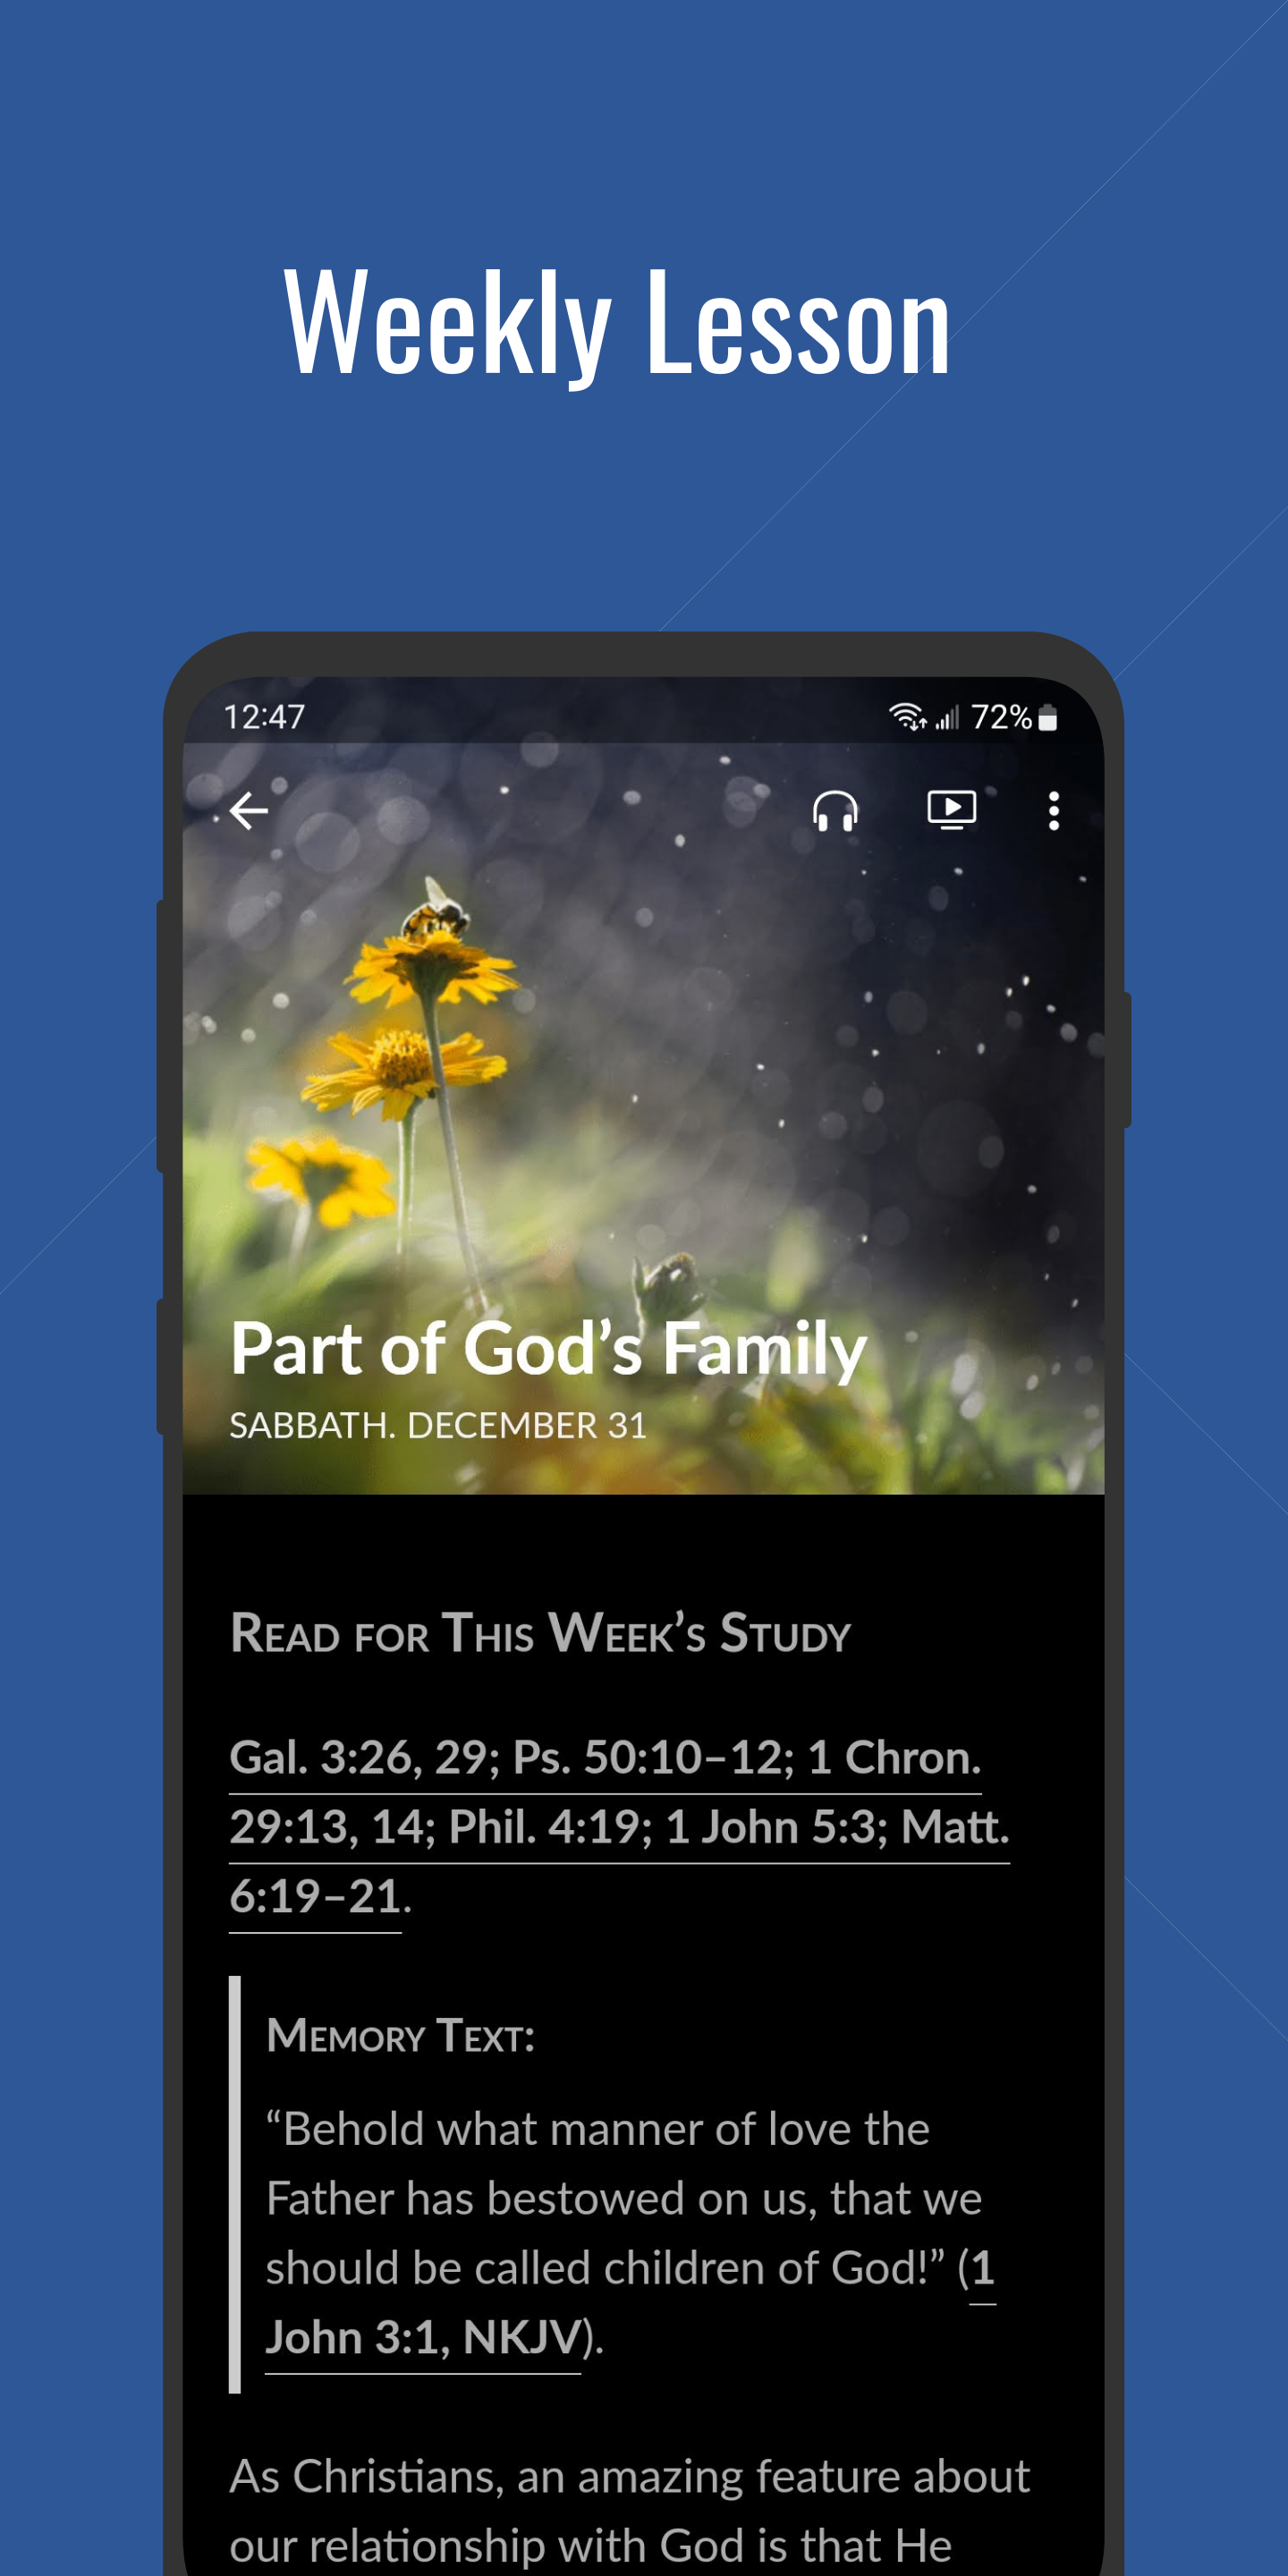 Weekly Lesson
12:47 72%
Part of God’s Family
SABBATH. DECEMBER 31
READ FOR THIS WEEK’S STUDY
Gal. 3:26, 29; Ps. 50:10–12; 1 Chron.
29:13, 14; Phil. 4:19; 1 John 5:3; Matt.
6:19–21.
MEMORY TEXT:
“Behold what manner of love the
Father has bestowed on us, that we
should be called children of God!” (1
John 3:1, NKJV).
As Christians, an amazing feature about
our relationship with God is that He